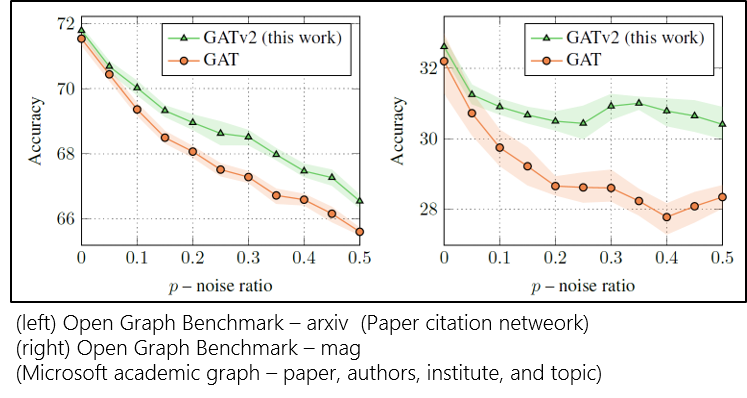 72
70
68
66
Accuracy
GATv2 (this work)
GAT
0
0.1
0.2
0.3
0.4
0.5
p – noise ratio
32
30
28
Accuracy
GATv2 (this work)
GAT
0
0.1
0.2
0.3
0.4
0.5
p – noise ratio
(left) Open Graph Benchmark – arxiv (Paper citation netweork)
(right) Open Graph Benchmark – mag
(Microsoft academic graph – paper, authors, institute, and topic)